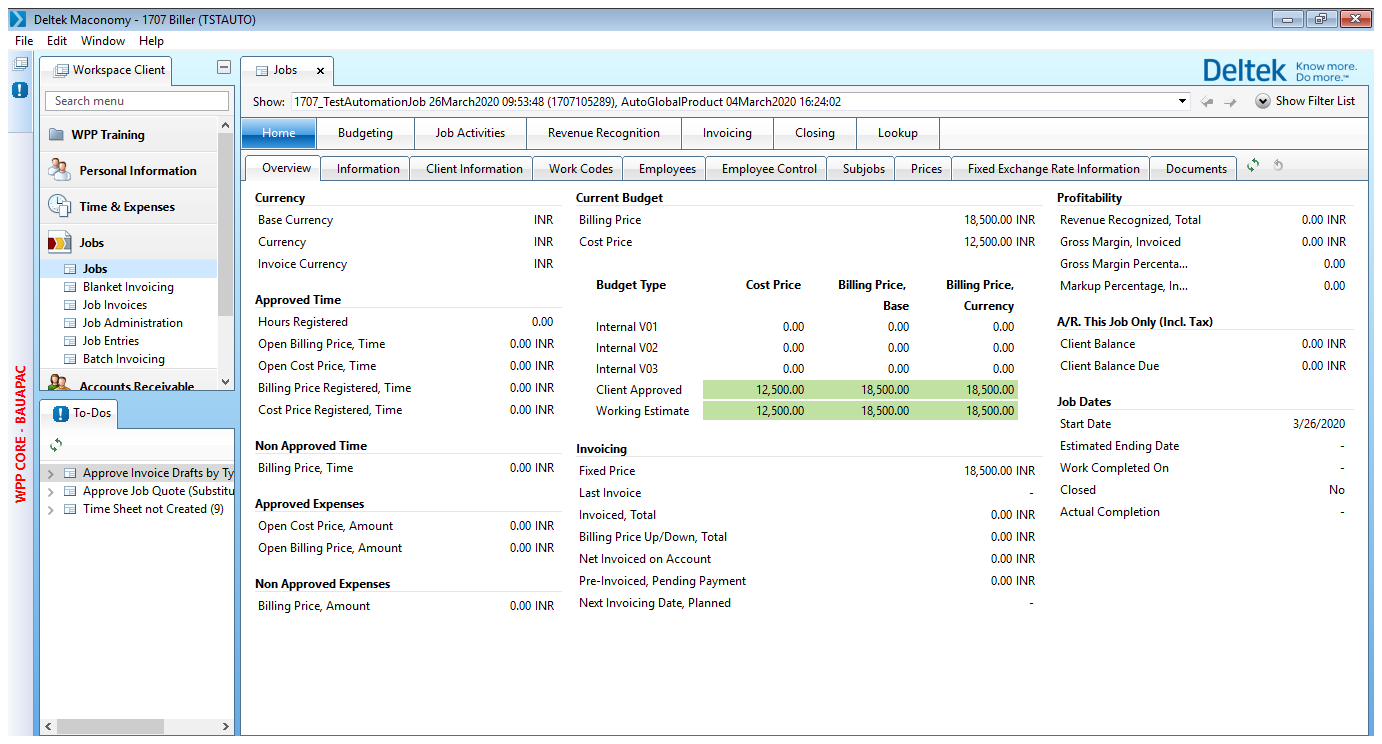 Deltek Maconomy - 1707 Biller (TSTAUTO)
File Edit Window Help
Workspace Client
Search menu
WPP Training
Personal Information
Time & Expenses
Jobs
Jobs
Blanket Invoicing
Job Invoices
Job Administration
Job Entries
Batch Invoicing
Accounts Receivable
WPP CORE - BAUAPAC
To-Dos
Approve Invoice Drafts by Ty
Approve Job Quote (Substitu
Time Sheet not Created (9)
Jobs
Deltek Know more. Do more.™
Show: 1707_TestAutomationJob 26March2020 09:53:48 (1707105289), AutoGlobalProduct 04March2020 16:24:02 Show Filter List
Home Budgeting Job Activities Revenue Recognition Invoicing Closing Lookup
Overview Information Client Information Work Codes Employees Employee Control Subjobs Prices Fixed Exchange Rate Information Documents
Currency
Base Currency INR
Currency INR
Invoice Currency INR
Approved Time
Hours Registered 0.00
Open Billing Price, Time 0.00 INR
Open Cost Price, Time 0.00 INR
Billing Price Registered, Time 0.00 INR
Cost Price Registered, Time 0.00 INR
Non Approved Time
Billing Price, Time 0.00 INR
Approved Expenses
Open Cost Price, Amount 0.00 INR
Open Billing Price, Amount 0.00 INR
Non Approved Expenses
Billing Price, Amount 0.00 INR
Current Budget
Billing Price 18,500.00 INR
Cost Price 12,500.00 INR
Budget Type Cost Price Billing Price, Billing Price,
Base Currency
Internal V01 0.00 0.00 0.00
Internal V02 0.00 0.00 0.00
Internal V03 0.00 0.00 0.00
Client Approved 12,500.00 18,500.00 18,500.00
Working Estimate 12,500.00 18,500.00 18,500.00
Invoicing
Fixed Price 18,500.00 INR
Last Invoice -
Invoiced, Total 0.00 INR
Billing Price Up/Down, Total 0.00 INR
Net Invoiced on Account 0.00 INR
Pre-Invoiced, Pending Payment 0.00 INR
Next Invoicing Date, Planned -
Profitability
Revenue Recognized, Total 0.00 INR
Gross Margin, Invoiced 0.00 INR
Gross Margin Percenta... 0.00
Markup Percentage, In... 0.00
A/R. This Job Only (Incl. Tax)
Client Balance 0.00 INR
Client Balance Due 0.00 INR
Job Dates
Start Date 3/26/2020
Estimated Ending Date -
Work Completed On -
Closed No
Actual Completion -